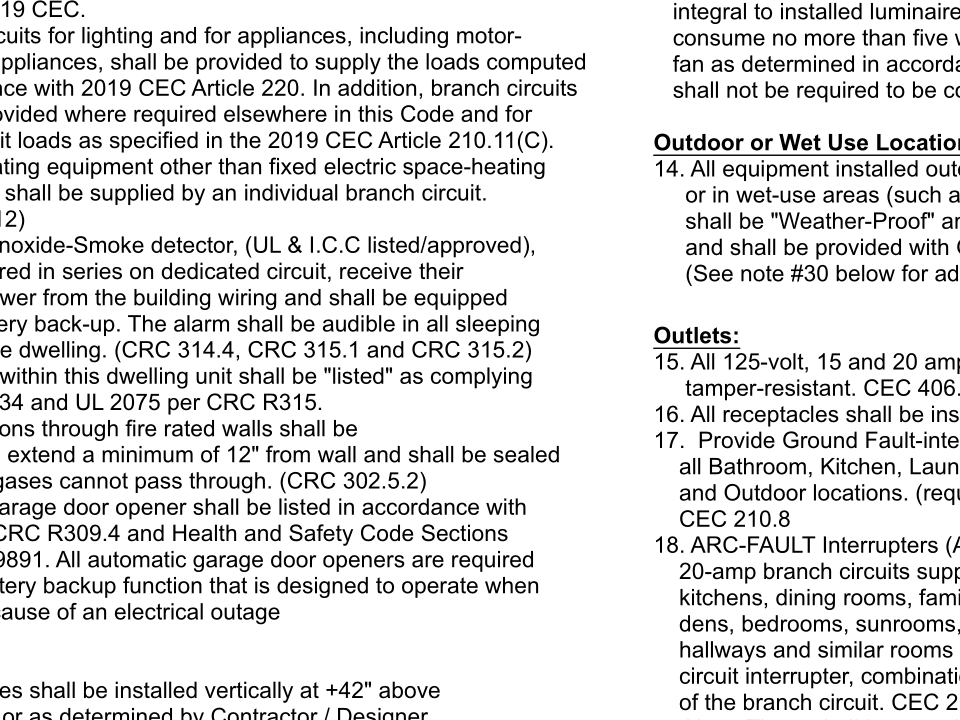 19 CEC.
cuits for lighting and for appliances, including motor-
ppliances, shall be provided to supply the loads computed
nce with 2019 CEC Article 220. In addition, branch circuits
ovided where required elsewhere in this Code and for
it loads as specified in the 2019 CEC Article 210.11(C).
ating equipment other than fixed electric space-heating
shall be supplied by an individual branch circuit.
12)
noxide-Smoke detector, (UL & I.C.C listed/approved),
red in series on dedicated circuit, receive their
wer from the building wiring and shall be equipped
ery back-up. The alarm shall be audible in all sleeping
e dwelling. (CRC 314.4, CRC 315.1 and CRC 315.2)
within this dwelling unit shall be "listed" as complying
34 and UL 2075 per CRC R315.
ons through fire rated walls shall be
extend a minimum of 12" from wall and shall be sealed
gases cannot pass through. (CRC 302.5.2)
arage door opener shall be listed in accordance with
CRC R309.4 and Health and Safety Code Sections
9891. All automatic garage door openers are required
ttery backup function that is designed to operate when
cause of an electrical outage
es shall be installed vertically at +42" above
or as determined by Contractor / Designer
integral to installed luminaire
consume no more than five w
fan as determined in accorda
shall not be required to be co
Outdoor or Wet Use Location
14. All equipment installed outd
or in wet-use areas (such a
shall be "Weather-Proof" an
and shall be provided with G
(See note #30 below for ad
Outlets:
15. All 125-volt, 15 and 20 amp
tamper-resistant. CEC 406.
16. All receptacles shall be ins
17. Provide Ground Fault-inte
all Bathroom, Kitchen, Laun
and Outdoor locations. (requ
CEC 210.8
18. ARC-FAULT Interrupters (A
20-amp branch circuits supp
kitchens, dining rooms, fami
dens, bedrooms, sunrooms,
hallways and similar rooms
circuit interrupter, combinatio
of the branch circuit. CEC 2